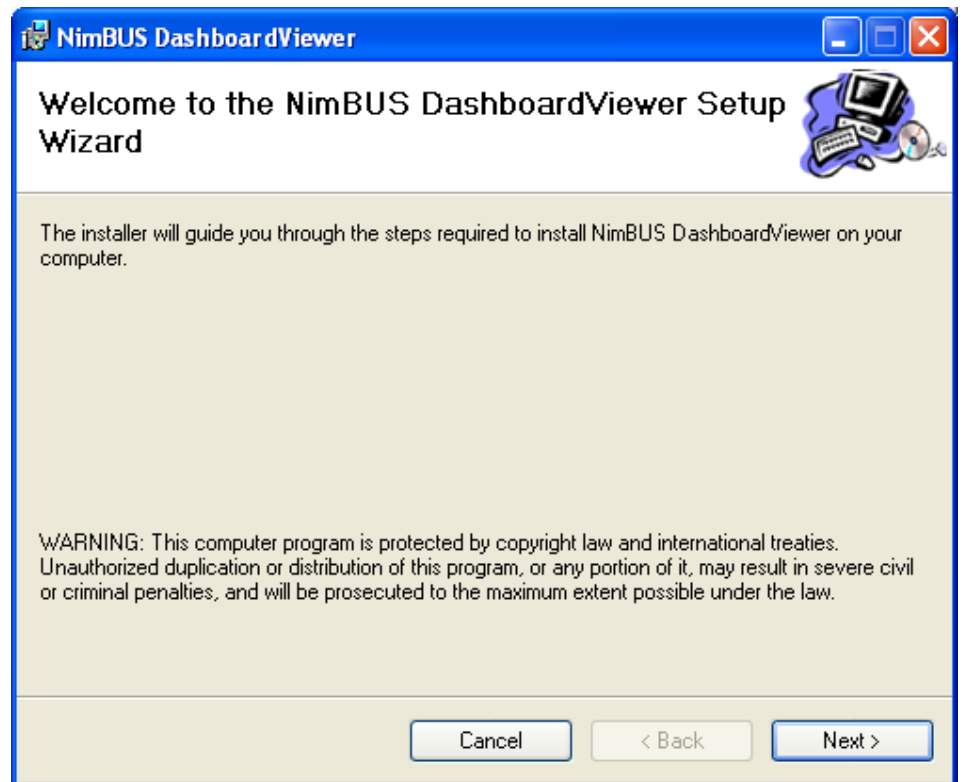 NimBUS DashboardViewer
Welcome to the NimBUS DashboardViewer Setup
Wizard
The installer will guide you through the steps required to install NimBUS DashboardViewer on your
computer.
WARNING: This computer program is protected by copyright law and international treaties.
Unauthorized duplication or distribution of this program, or any portion of it, may result in severe civil
or criminal penalties, and will be prosecuted to the maximum extent possible under the law.
Cancel
< Back
Next >